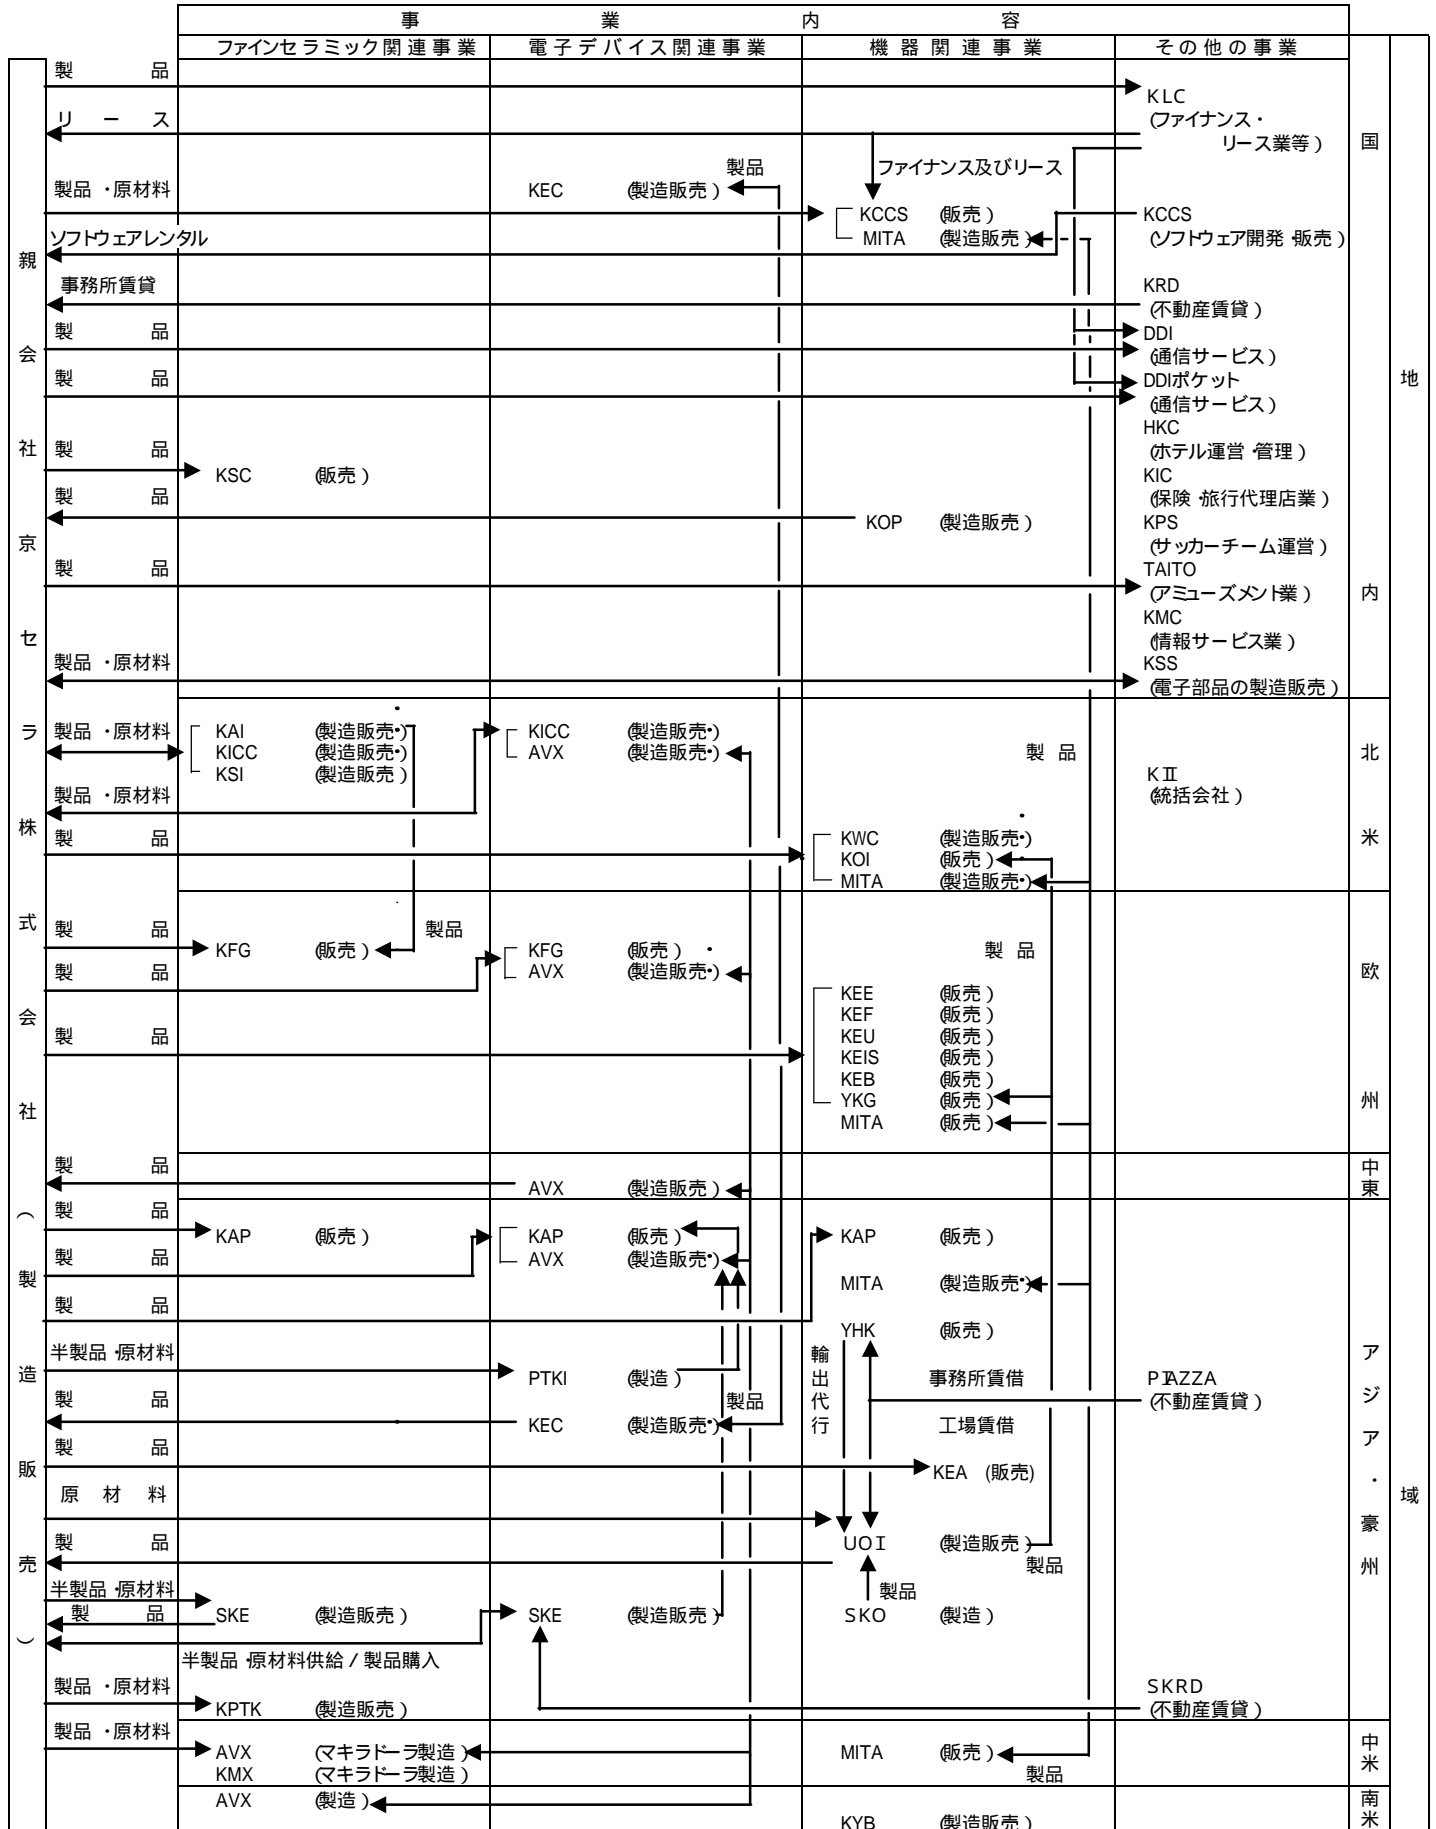 事業内容
ファインセラミック関連事業 電子デバイス関連事業 機器関連事業 その他の事業
地域
国内
北米
欧州
中東
アジア・豪州
中米
南米
親会社京セラ株式会社(製造販売)
製品
KLC
リース
(ファイナンス・
リース業等)
ファイナンス及びリース
製品
製品・原材料
KEC (製造販売)
KCCS (販売)
KCCS
MITA (製造販売)
(ソフトウェア開発・販売)
ソフトウェアレンタル
事務所賃貸
KRD
(不動産賃貸)
製品
DDI
(通信サービス)
製品
DDIポケット
(通信サービス)
HKC
製品
(ホテル運営・管理)
KSC (販売)
KIC
製品
(保険・旅行代理店業)
KOP (製造販売)
KPS
(サッカーチーム運営)
製品
TAITO
(アミューズメント業)
KMC
(情報サービス業)
製品・原材料
KSS
(電子部品の製造販売)
製品・原材料
KAI (製造販売)
KICC (製造販売)
KICC (製造販売)
AVX (製造販売)
製品
KSI (製造販売)
KII
(統括会社)
製品・原材料
製品
KWC (製造販売)
KOI (販売)
MITA (製造販売)
製品
製品
KFG (販売)
KFG (販売)
製品
製品
AVX (製造販売)
KEE (販売)
KEF (販売)
製品
KEU (販売)
KEIS (販売)
KEB (販売)
YKG (販売)
MITA (販売)
製品
AVX (製造販売)
製品
KAP (販売)
KAP (販売)
KAP (販売)
製品
AVX (製造販売)
MITA (製造販売)
製品
YHK (販売)
半製品・原材料
輸出代行
PTKI (製造)
事務所賃借
PIAZZA
(不動産賃貸)
製品
製品
KEC (製造販売)
工場賃借
製品
KEA (販売)
原材料
製品
UOI (製造販売)
製品
半製品・原材料
製品
製品
SKE (製造販売)
SKE (製造販売)
SKO (製造)
半製品・原材料供給/製品購入
製品・原材料
SKRD
KPTK (製造販売)
(不動産賃貸)
製品・原材料
AVX (マキラドーラ製造)
MITA (販売)
KMX (マキラドーラ製造)
製品
AVX (製造)
KYB (製造販売)